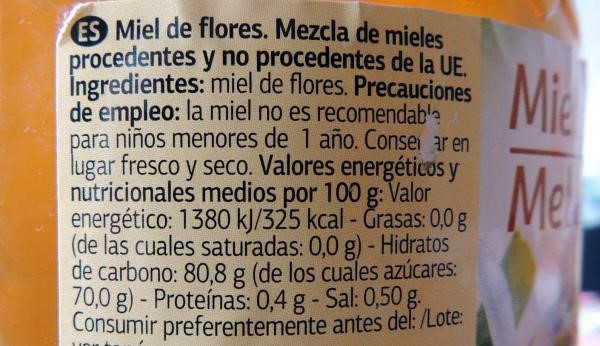 ES Miel de flores. Mezcla de mieles
procedentes y no procedentes de la UE.
Ingredientes: miel de flores. Precauciones
de empleo: la miel no es recomendable
para niños menores de 1 año. Conservar en
lugar fresco y seco. Valores energéticos y
nutricionales medios por 100 g: Valor
energético: 1380 kJ/325 kcal - Grasas: 0,0 g
(de las cuales saturadas: 0,0 g) - Hidratos
de carbono: 80,8 g (de los cuales azúcares:
70,0 g) - Proteínas: 0,4 g - Sal: 0,50 g.
Consumir preferentemente antes del: /Lote:
Mie
Mel